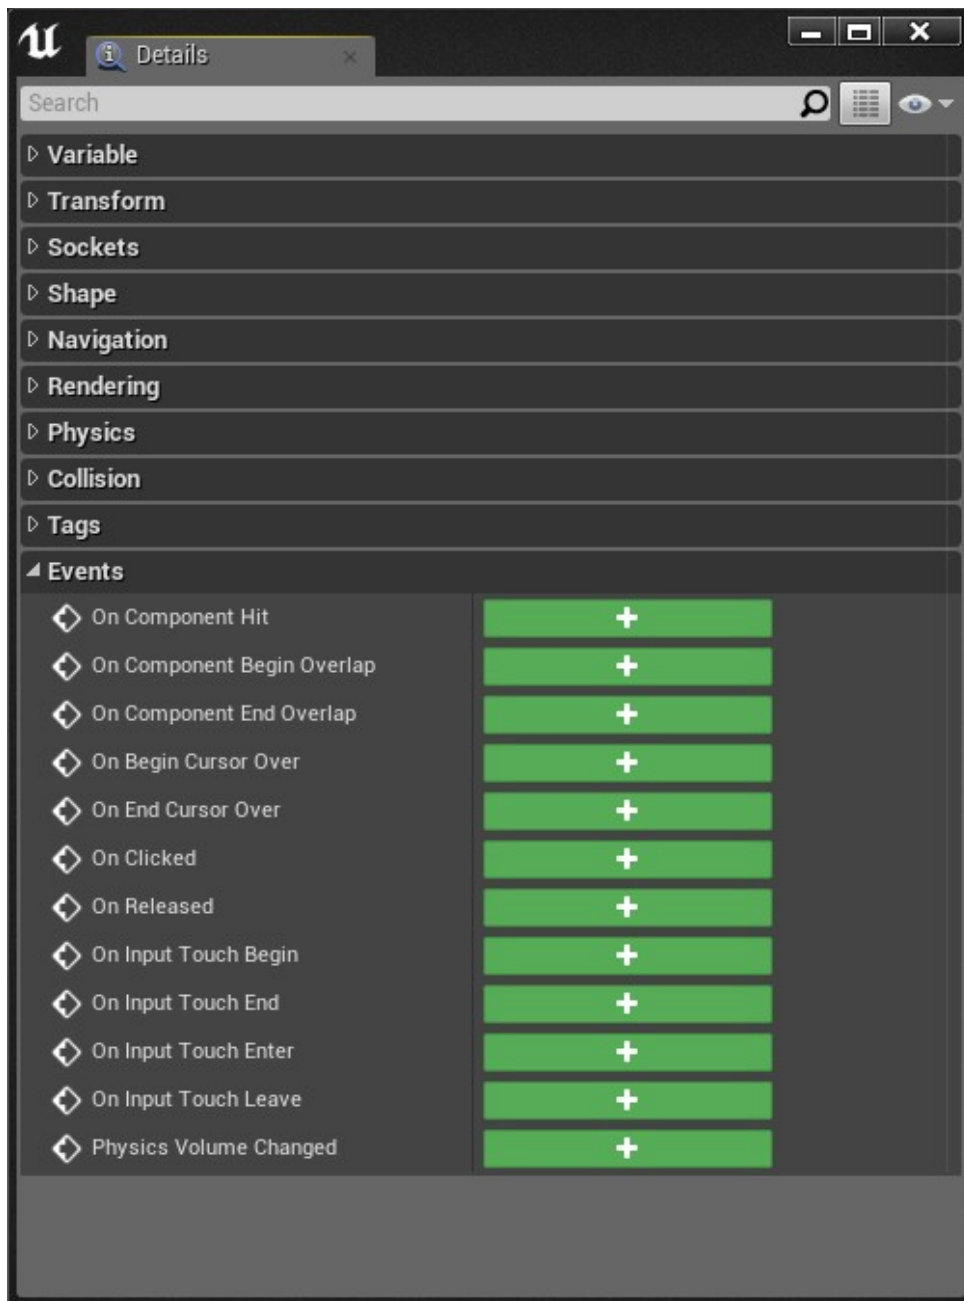 Details
Search
Variable
Transform
Sockets
Shape
Navigation
Rendering
Physics
Collision
Tags
Events
On Component Hit
On Component Begin Overlap
On Component End Overlap
On Begin Cursor Over
On End Cursor Over
On Clicked
On Released
On Input Touch Begin
On Input Touch End
On Input Touch Enter
On Input Touch Leave
Physics Volume Changed